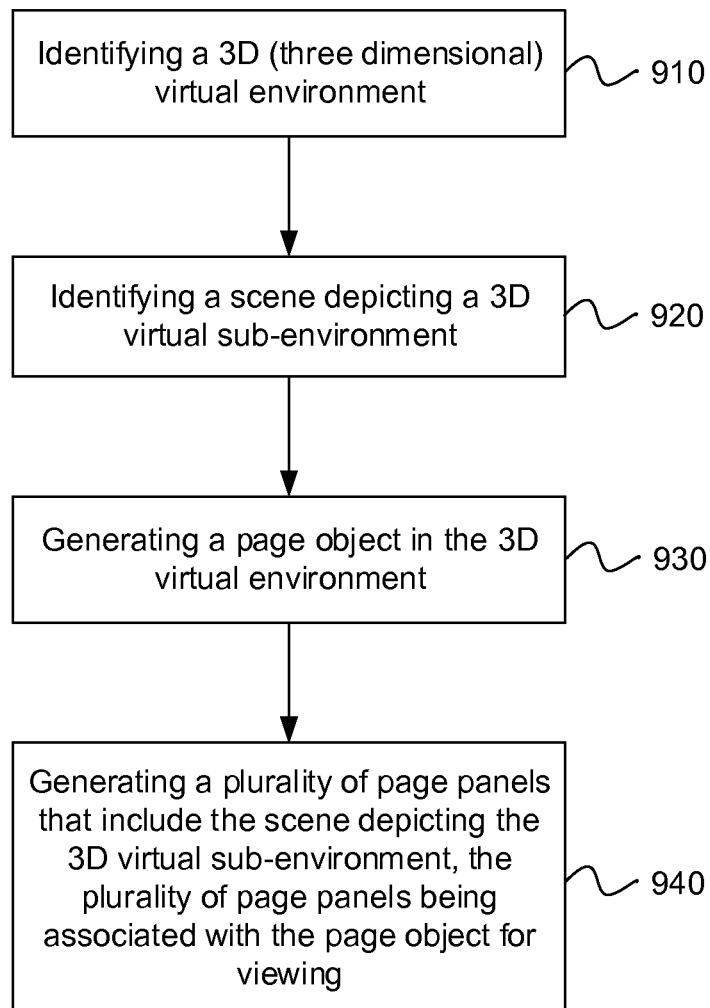 Identifying a 3D (three dimensional)
virtual environment
910
Identifying a scene depicting a 3D
virtual sub-environment
920
Generating a page object in the 3D
virtual environment
930
Generating a plurality of page panels
that include the scene depicting the
3D virtual sub-environment, the
plurality of page panels being
associated with the page object for
viewing
940